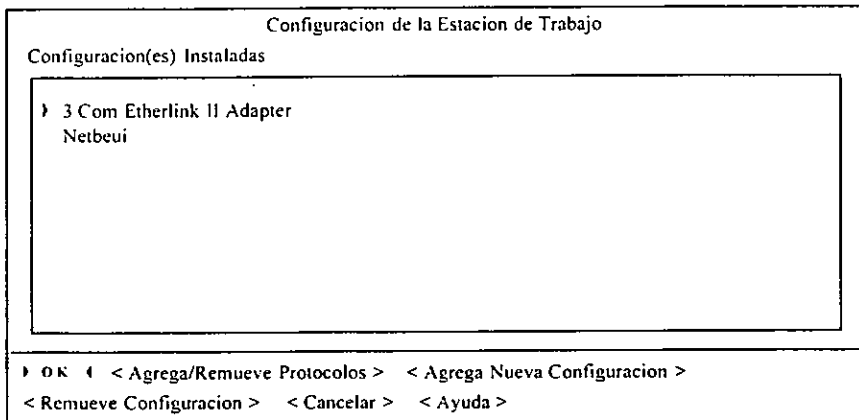 Configuracion de la Estacion de Trabajo
Configuracion(es) Instaladas
3 Com Etherlink II Adapter
Netbeui
OK < Agrega/Remueve Protocolos > < Agrega Nueva Configuracion >
< Remueve Configuracion > < Cancelar > < Ayuda >